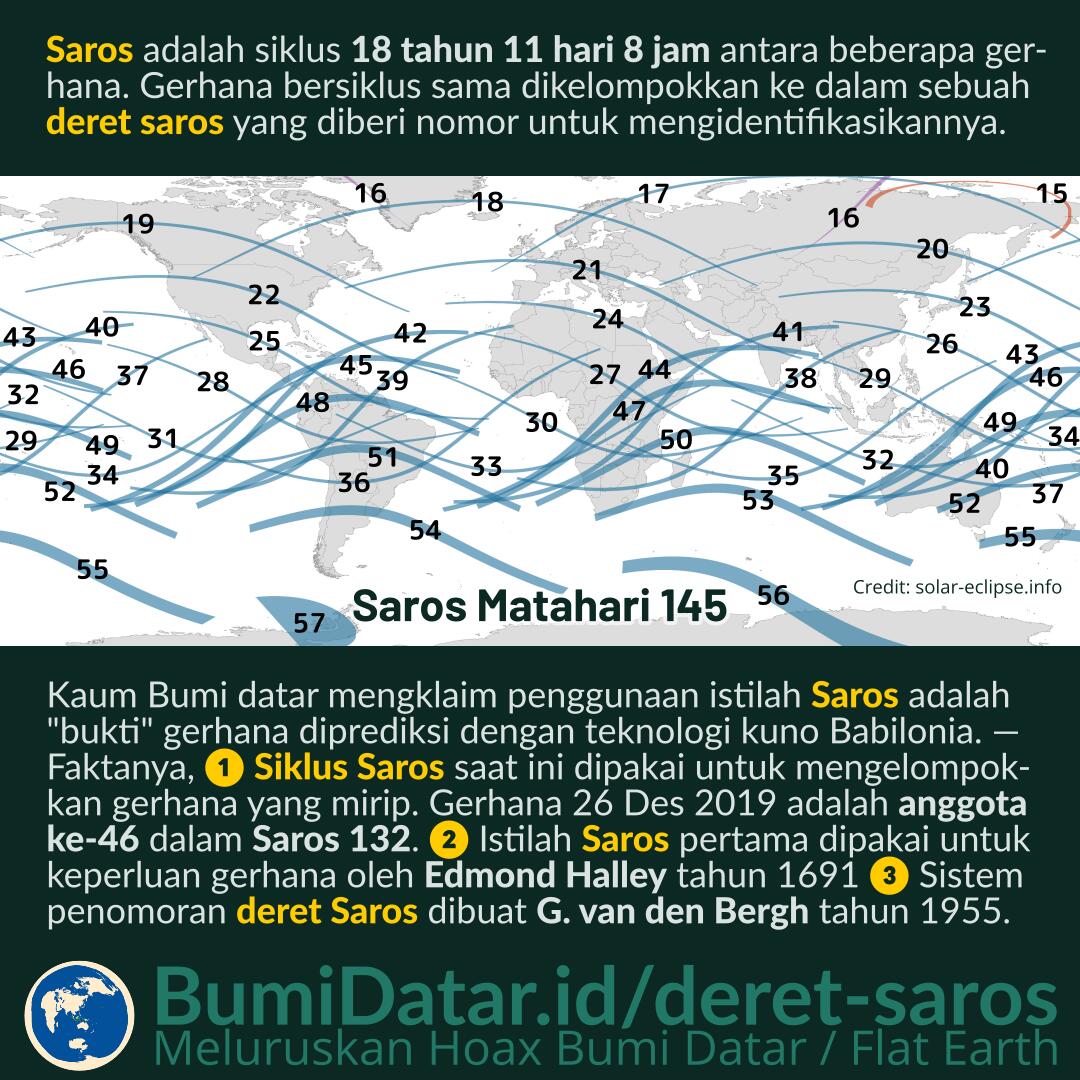 Saros adalah siklus 18 tahun 11 hari 8 jam antara beberapa ger-
hana. Gerhana bersiklus sama dikelompokkan ke dalam sebuah
deret saros yang diberi nomor untuk mengidentifikasikannya.
16 18 17 15
19 16
20
21
22
23
24
43 40 25 42 41 26
43
46 37 28 45 39 27 44 38 29 46
32
48 47
30 49
29 49 31 50 34
51 33 32
34 36 35 40
52 53 52 37
54 55
55
Credit: solar-eclipse.info
56
57 Saros Matahari 145
Kaum Bumi datar mengklaim penggunaan istilah Saros adalah
"bukti" gerhana diprediksi dengan teknologi kuno Babilonia. —
Faktanya, 1 Siklus Saros saat ini dipakai untuk mengelompok-
kan gerhana yang mirip. Gerhana 26 Des 2019 adalah anggota
ke-46 dalam Saros 132. 2 Istilah Saros pertama dipakai untuk
keperluan gerhana oleh Edmond Halley tahun 1691 3 Sistem
penomoran deret Saros dibuat G. van den Bergh tahun 1955.
BumiDatar.id/deret-saros
Meluruskan Hoax Bumi Datar / Flat Earth